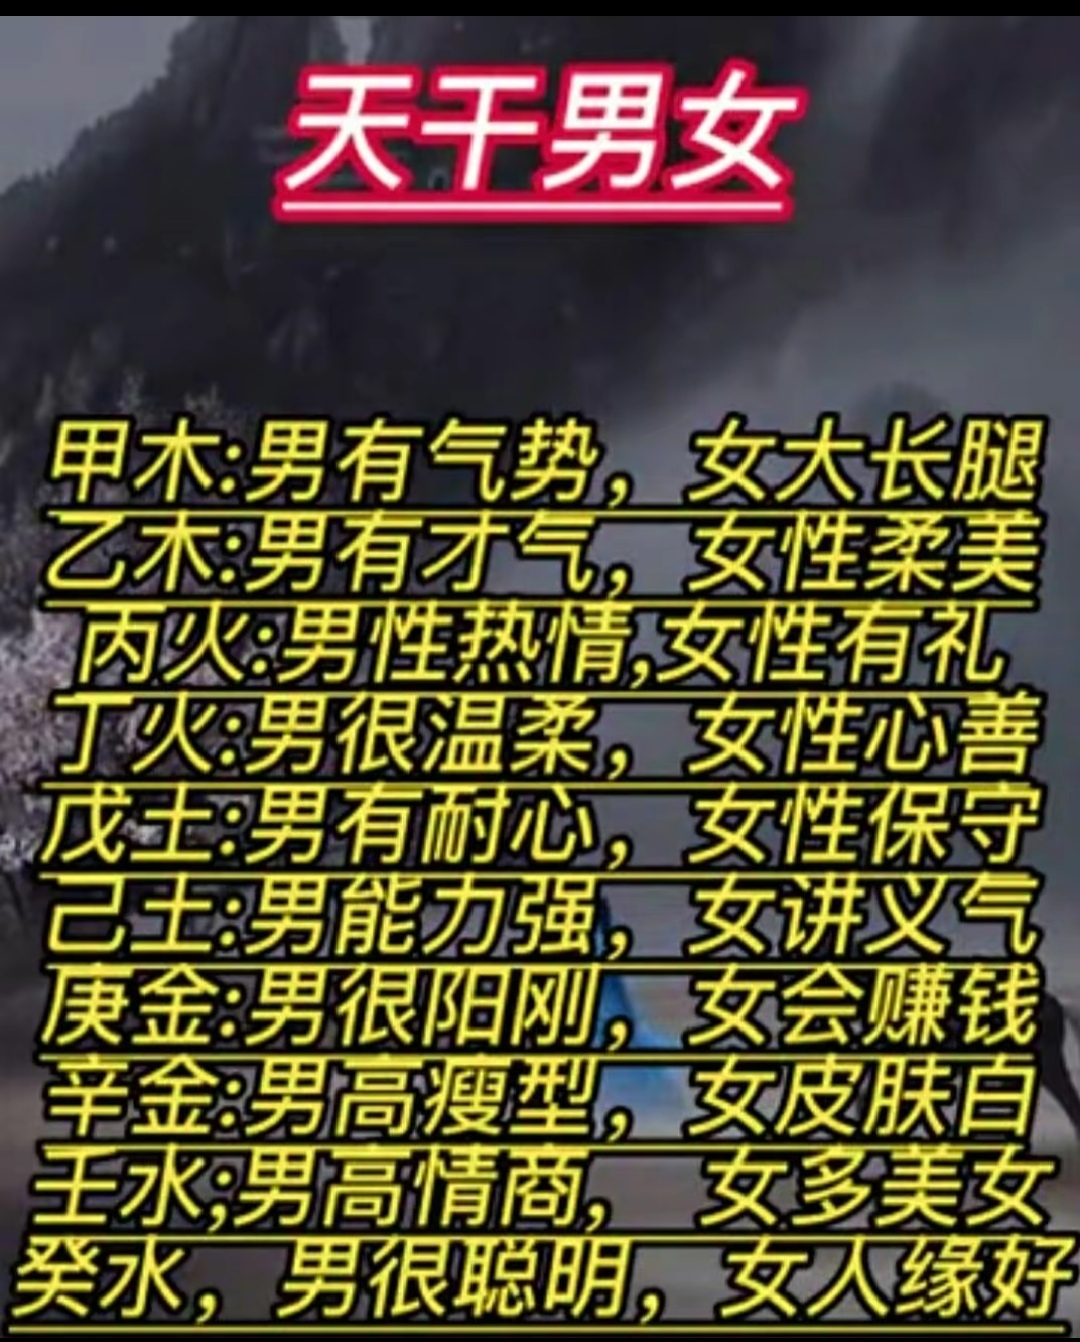 天干男女
甲木:男有气势，女大长腿
乙木:男有才气，女性柔美
丙火:男性热情,女性有礼
丁火:男很温柔，女性心善
戊土:男有耐心，女性保守
己土:男能力强，女讲义气
庚金:男很阳刚，女会赚钱
辛金:男高瘦型，女皮肤白
壬水;男高情商，女多美女
癸水，男很聪明，女人缘好